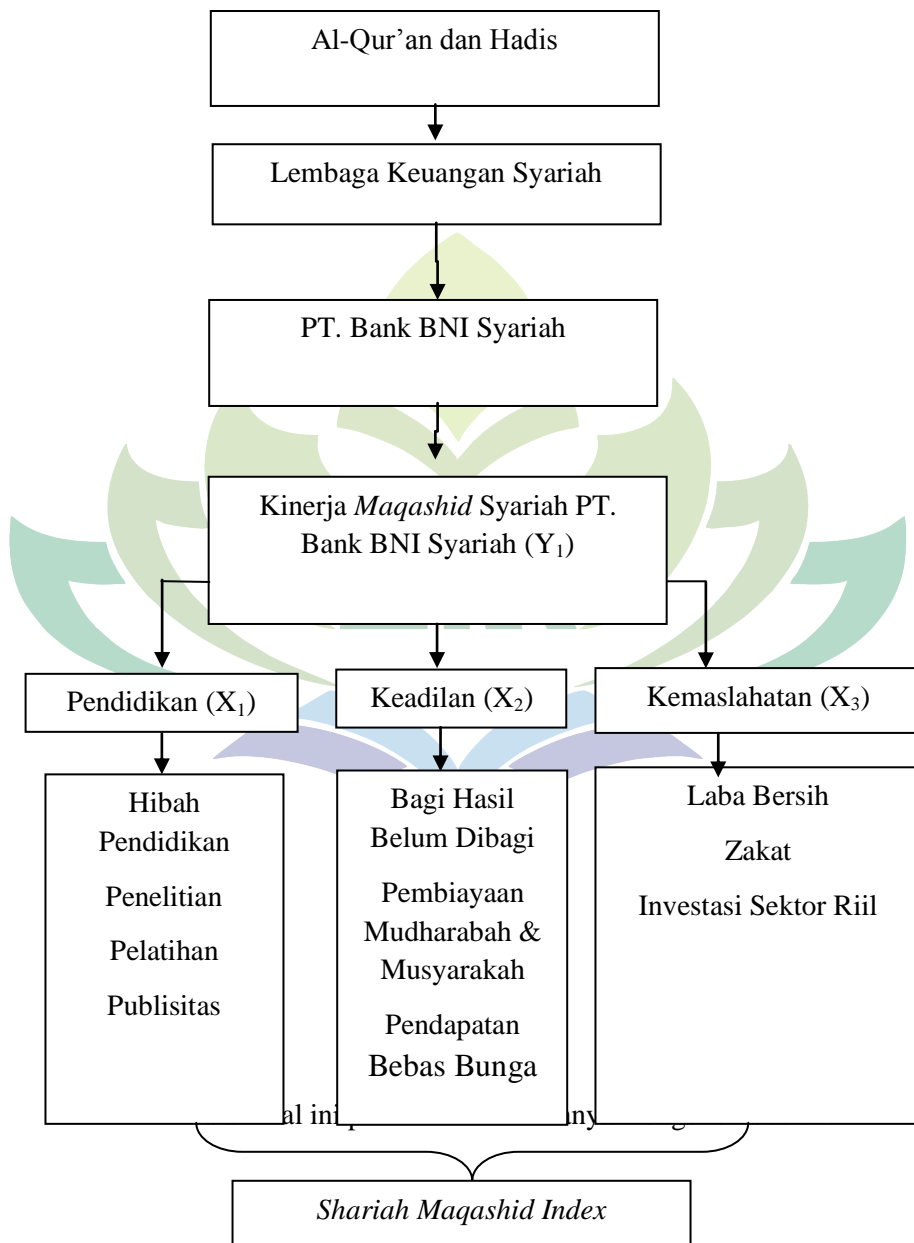 Al-Qur’an dan Hadis
Lembaga Keuangan Syariah
PT. Bank BNI Syariah
Kinerja Maqashid Syariah PT.
Bank BNI Syariah (Y₁)
Pendidikan (X₁)
Keadilan (X₂)
Kemaslahatan (X₃)
Hibah
Pendidikan
Penelitian
Pelatihan
Publisitas
Bagi Hasil
Belum Dibagi
Pembiayaan
Mudharabah &
Musyarakah
Pendapatan
Bebas Bunga
Laba Bersih
Zakat
Investasi Sektor Riil
ini
Shariah Maqashid Index